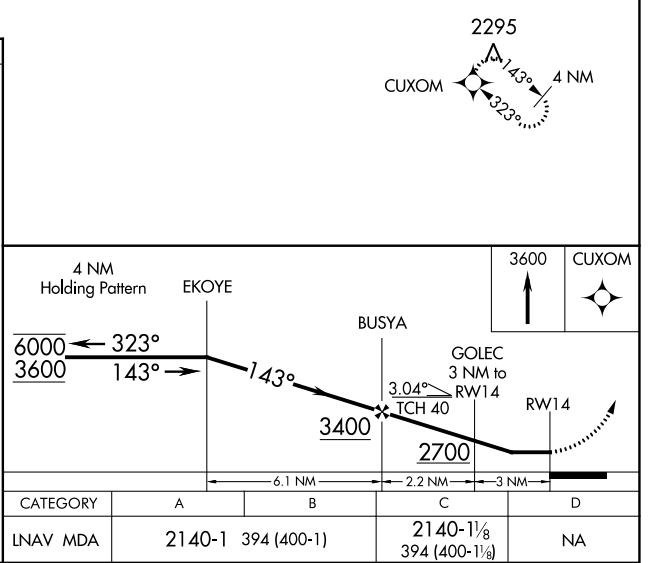 2295
CUXOM
143°
4 NM
323°
4 NM
Holding Pattern
EKOYE
BUSYA
3600
CUXOM
6000
323°
3600
143°
143°
GOLEC
3 NM to
RW14
3.04°
TCH 40
RW14
3400
2700
6.1 NM
2.2 NM
3 NM
CATEGORY A B C D
LNAV MDA 2140-1 394 (400-1) 2140-1⅛ NA
394 (400-1⅛)